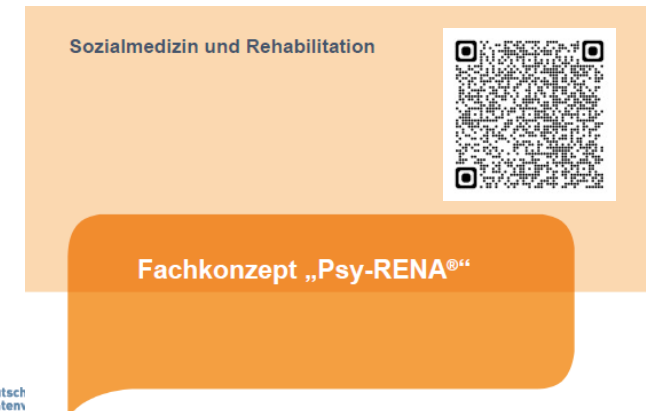 Sozialmedizin und Rehabilitation
Fachkonzept „Psy-RENA®“